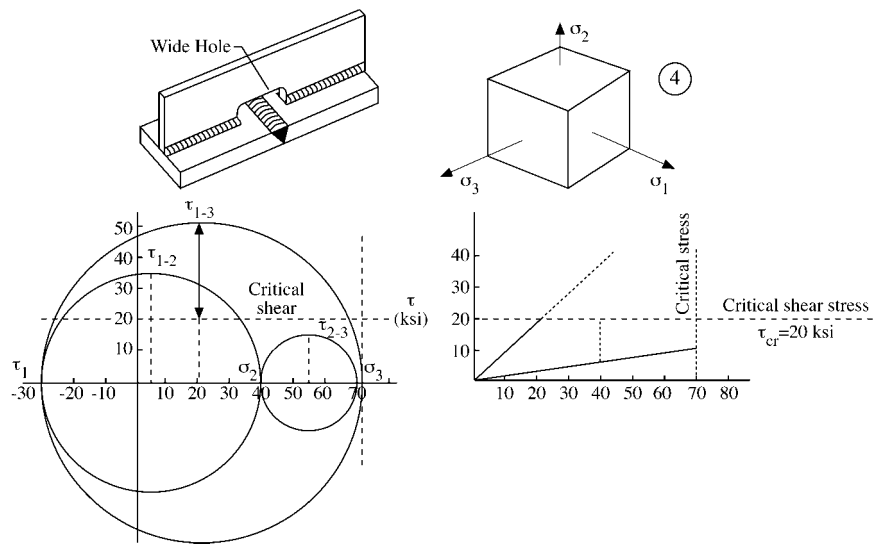 Wide Hole
σ2
4
σ3
σ1
τ1-3
50
40
30
20
10
τ1-2
Critical
shear
τ
(ksi)
τ2-3
τ1
σ2
σ3
-30 -20 -10 10 20 30 40 50 60 70
40
30
20
10
Critical stress
Critical shear stress
τcr=20 ksi
10 20 30 40 50 60 70 80